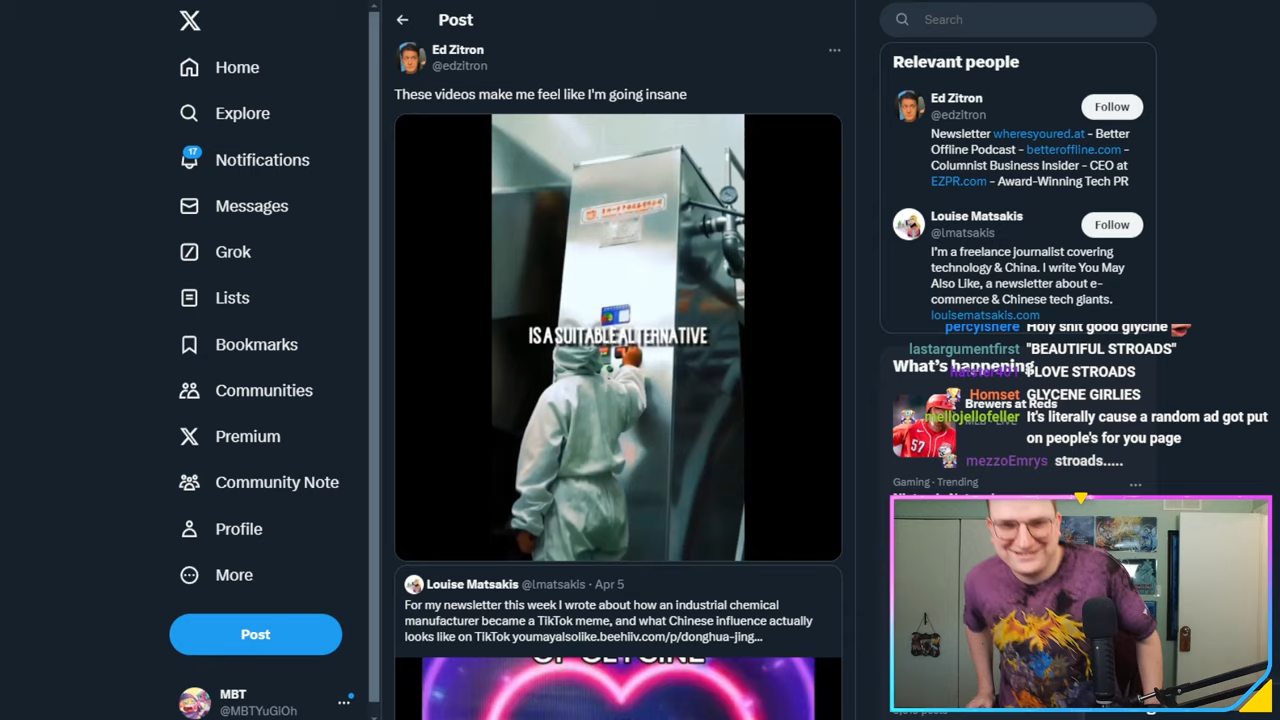 Post
Ed Zitron
@edzitron
These videos make me feel like I'm going insane
IS A SUITABLE ALTERNATIVE
Louise Matsakis @lmatsakis · Apr 5
For my newsletter this week I wrote about how an industrial chemical
manufacturer became a TikTok meme, and what Chinese influence actually
looks like on TikTok youmayalsolike.beehiiv.com/p/donghua-jing...
OF GLYCINE
Home
Explore
17
Notifications
Messages
Grok
Lists
Bookmarks
Communities
Premium
Community Note
Profile
More
Post
MBT
@MBTYuGiOh
Search
Relevant people
Ed Zitron
@edzitron
Follow
Newsletter wheresyoured.at - Better
Offline Podcast - betteroffline.com -
Columnist Business Insider - CEO at
EZPR.com - Award-Winning Tech PR
Louise Matsakis
@lmatsakis
Follow
I'm a freelance journalist covering
technology & China. I write You May
Also Like, a newsletter about e-
commerce & Chinese tech giants.
louisematsakis.com
percyishere Holy shit good glycine
lastargumentfirst "BEAUTIFUL STROADS"
What's happening
I LOVE STROADS
Homset GLYCENE GIRLIES
Brewers at Reds
mellojellofeller It's literally cause a random ad got put
on people's for you page
mezzoEmrys stroads.....
57
Gaming · Trending